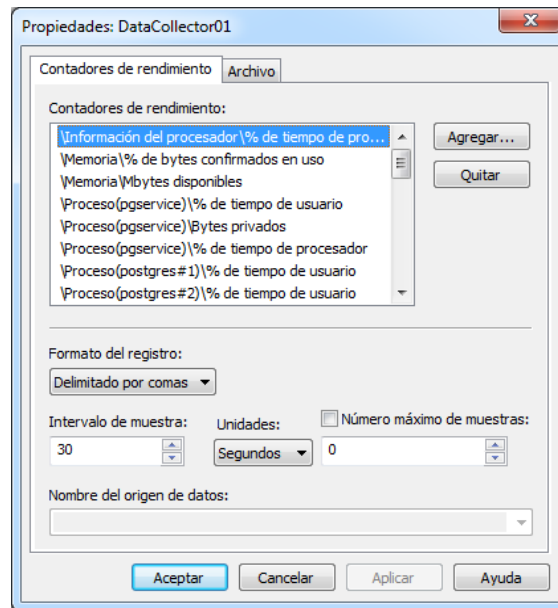 Propiedades: DataCollector01
Contadores de rendimiento
Archivo
Contadores de rendimiento:
\Información del procesador\% de tiempo de pro...
\Memoria\% de bytes confirmados en uso
\Memoria\Mbytes disponibles
\Proceso(pgservice)\% de tiempo de usuario
\Proceso(pgservice)\Bytes privados
\Proceso(pgservice)\% de tiempo de procesador
\Proceso(postgres#1)\% de tiempo de usuario
\Proceso(postgres#2)\% de tiempo de usuario
Agregar...
Quitar
Formato del registro:
Delimitado por comas
Intervalo de muestra:
Unidades:
Número máximo de muestras:
30
Segundos
0
Nombre del origen de datos:
Aceptar
Cancelar
Aplicar
Ayuda